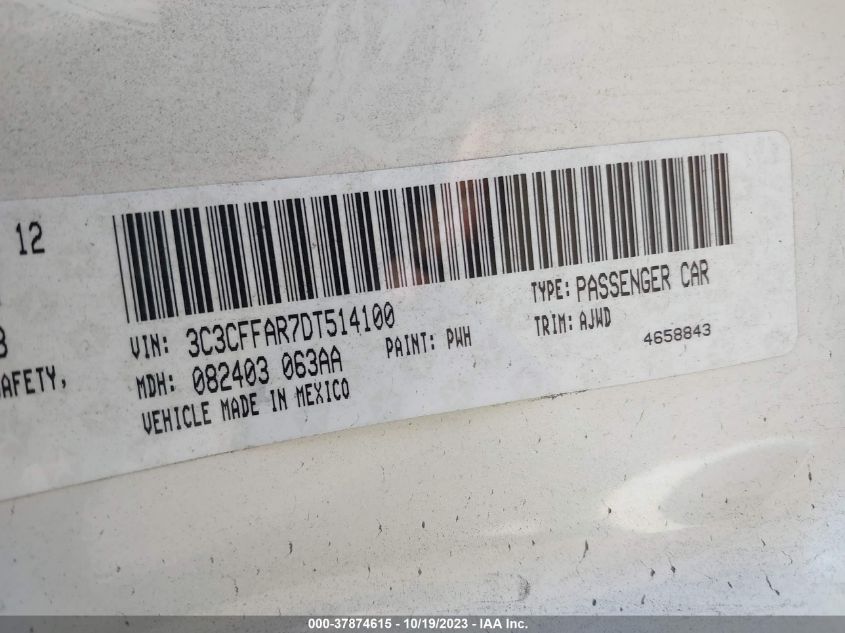 12
VIN: 3C3CFFAR7DT514100
TYPE: PASSENGER CAR
PAINT: PWH
TRIM: AJWD
MDH: 082403 063AA
4658843
AFETY,
VEHICLE MADE IN MEXICO
000-37874615 - 10/19/2023 - IAA Inc.